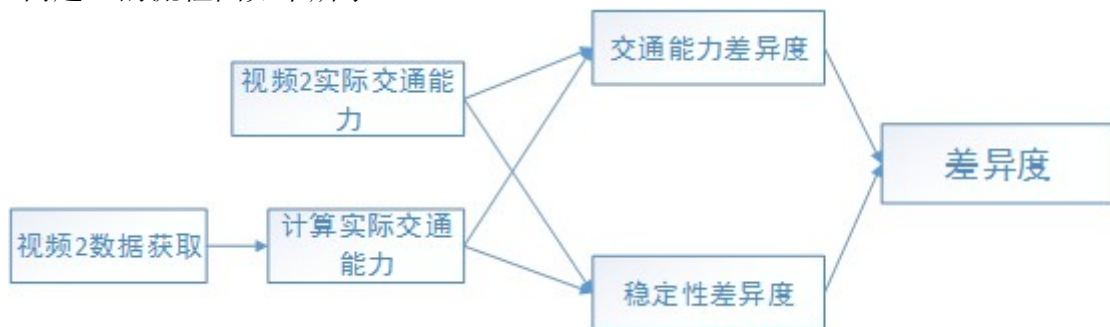 交通能力差异度
视频2实际交通能
力
差异度
视频2数据获取
计算实际交通
能力
稳定性差异度